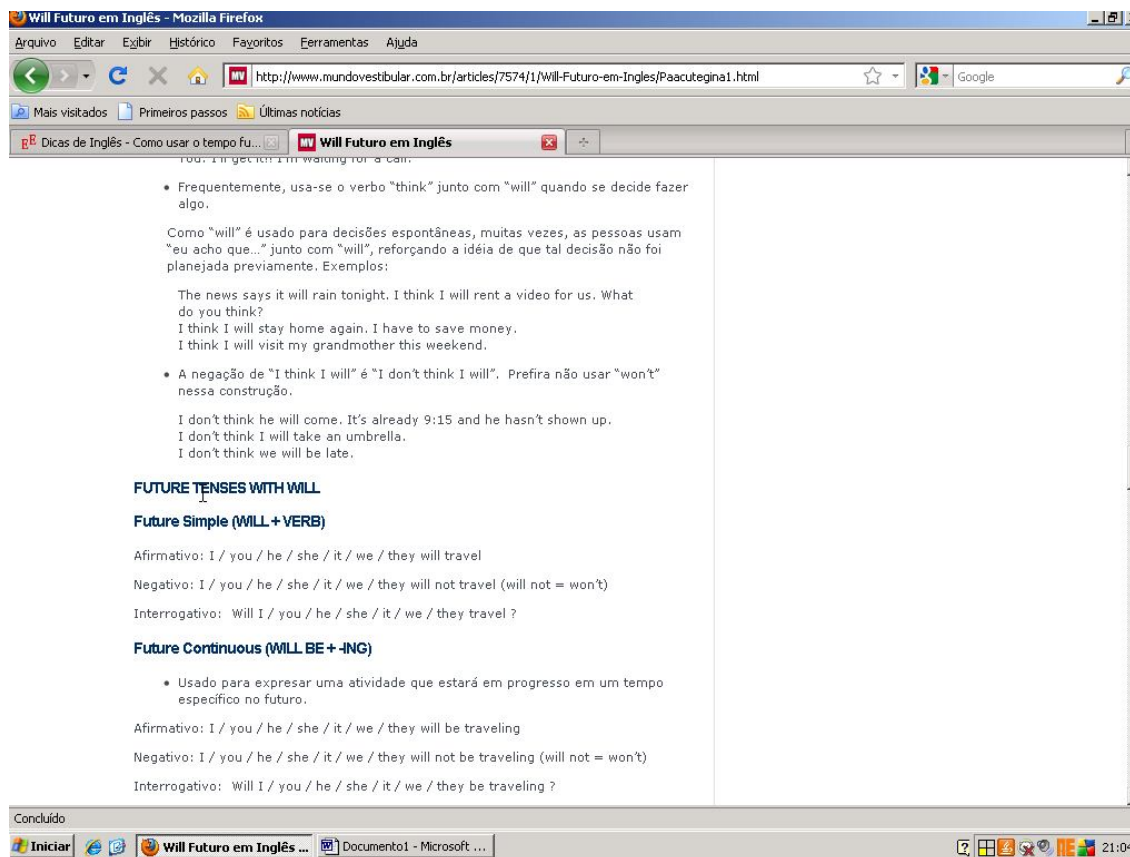 Will Futuro em Inglês - Mozilla Firefox
Arquivo Editar Exibir Histórico Favoritos Ferramentas Ajuda
http://www.mundovestibular.com.br/articles/7574/1/Will-Futuro-em-Ingles/Paacutegina1.html Google
Mais visitados Primeiros passos Últimas notícias
Dicas de Inglês - Como usar o tempo fu... MV Will Futuro em Inglês
You: I'll get it!! I'm waiting for a call.
• Frequentemente, usa-se o verbo “think” junto com “will” quando se decide fazer
algo.
Como “will” é usado para decisões espontâneas, muitas vezes, as pessoas usam
“eu acho que...” junto com “will”, reforçando a idéia de que tal decisão não foi
planejada previamente. Exemplos:
The news says it will rain tonight. I think I will rent a video for us. What
do you think?
I think I will stay home again. I have to save money.
I think I will visit my grandmother this weekend.
• A negação de “I think I will” é “I don’t think I will”. Prefira não usar “won’t”
nessa construção.
I don’t think he will come. It’s already 9:15 and he hasn’t shown up.
I don’t think I will take an umbrella.
I don’t think we will be late.
FUTURE TENSES WITH WILL
Future Simple (WILL + VERB)
Afirmativo: I / you / he / she / it / we / they will travel
Negativo: I / you / he / she / it / we / they will not travel (will not = won’t)
Interrogativo: Will I / you / he / she / it / we / they travel ?
Future Continuous (WILL BE + -ING)
• Usado para expresar uma atividade que estará em progresso em um tempo
específico no futuro.
Afirmativo: I / you / he / she / it / we / they will be traveling
Negativo: I / you / he / she / it / we / they will not be traveling (will not = won’t)
Interrogativo: Will I / you / he / she / it / we / they be traveling ?
Concluído
Iniciar Will Futuro em Inglês ... Documento1 - Microsoft ... 21:04